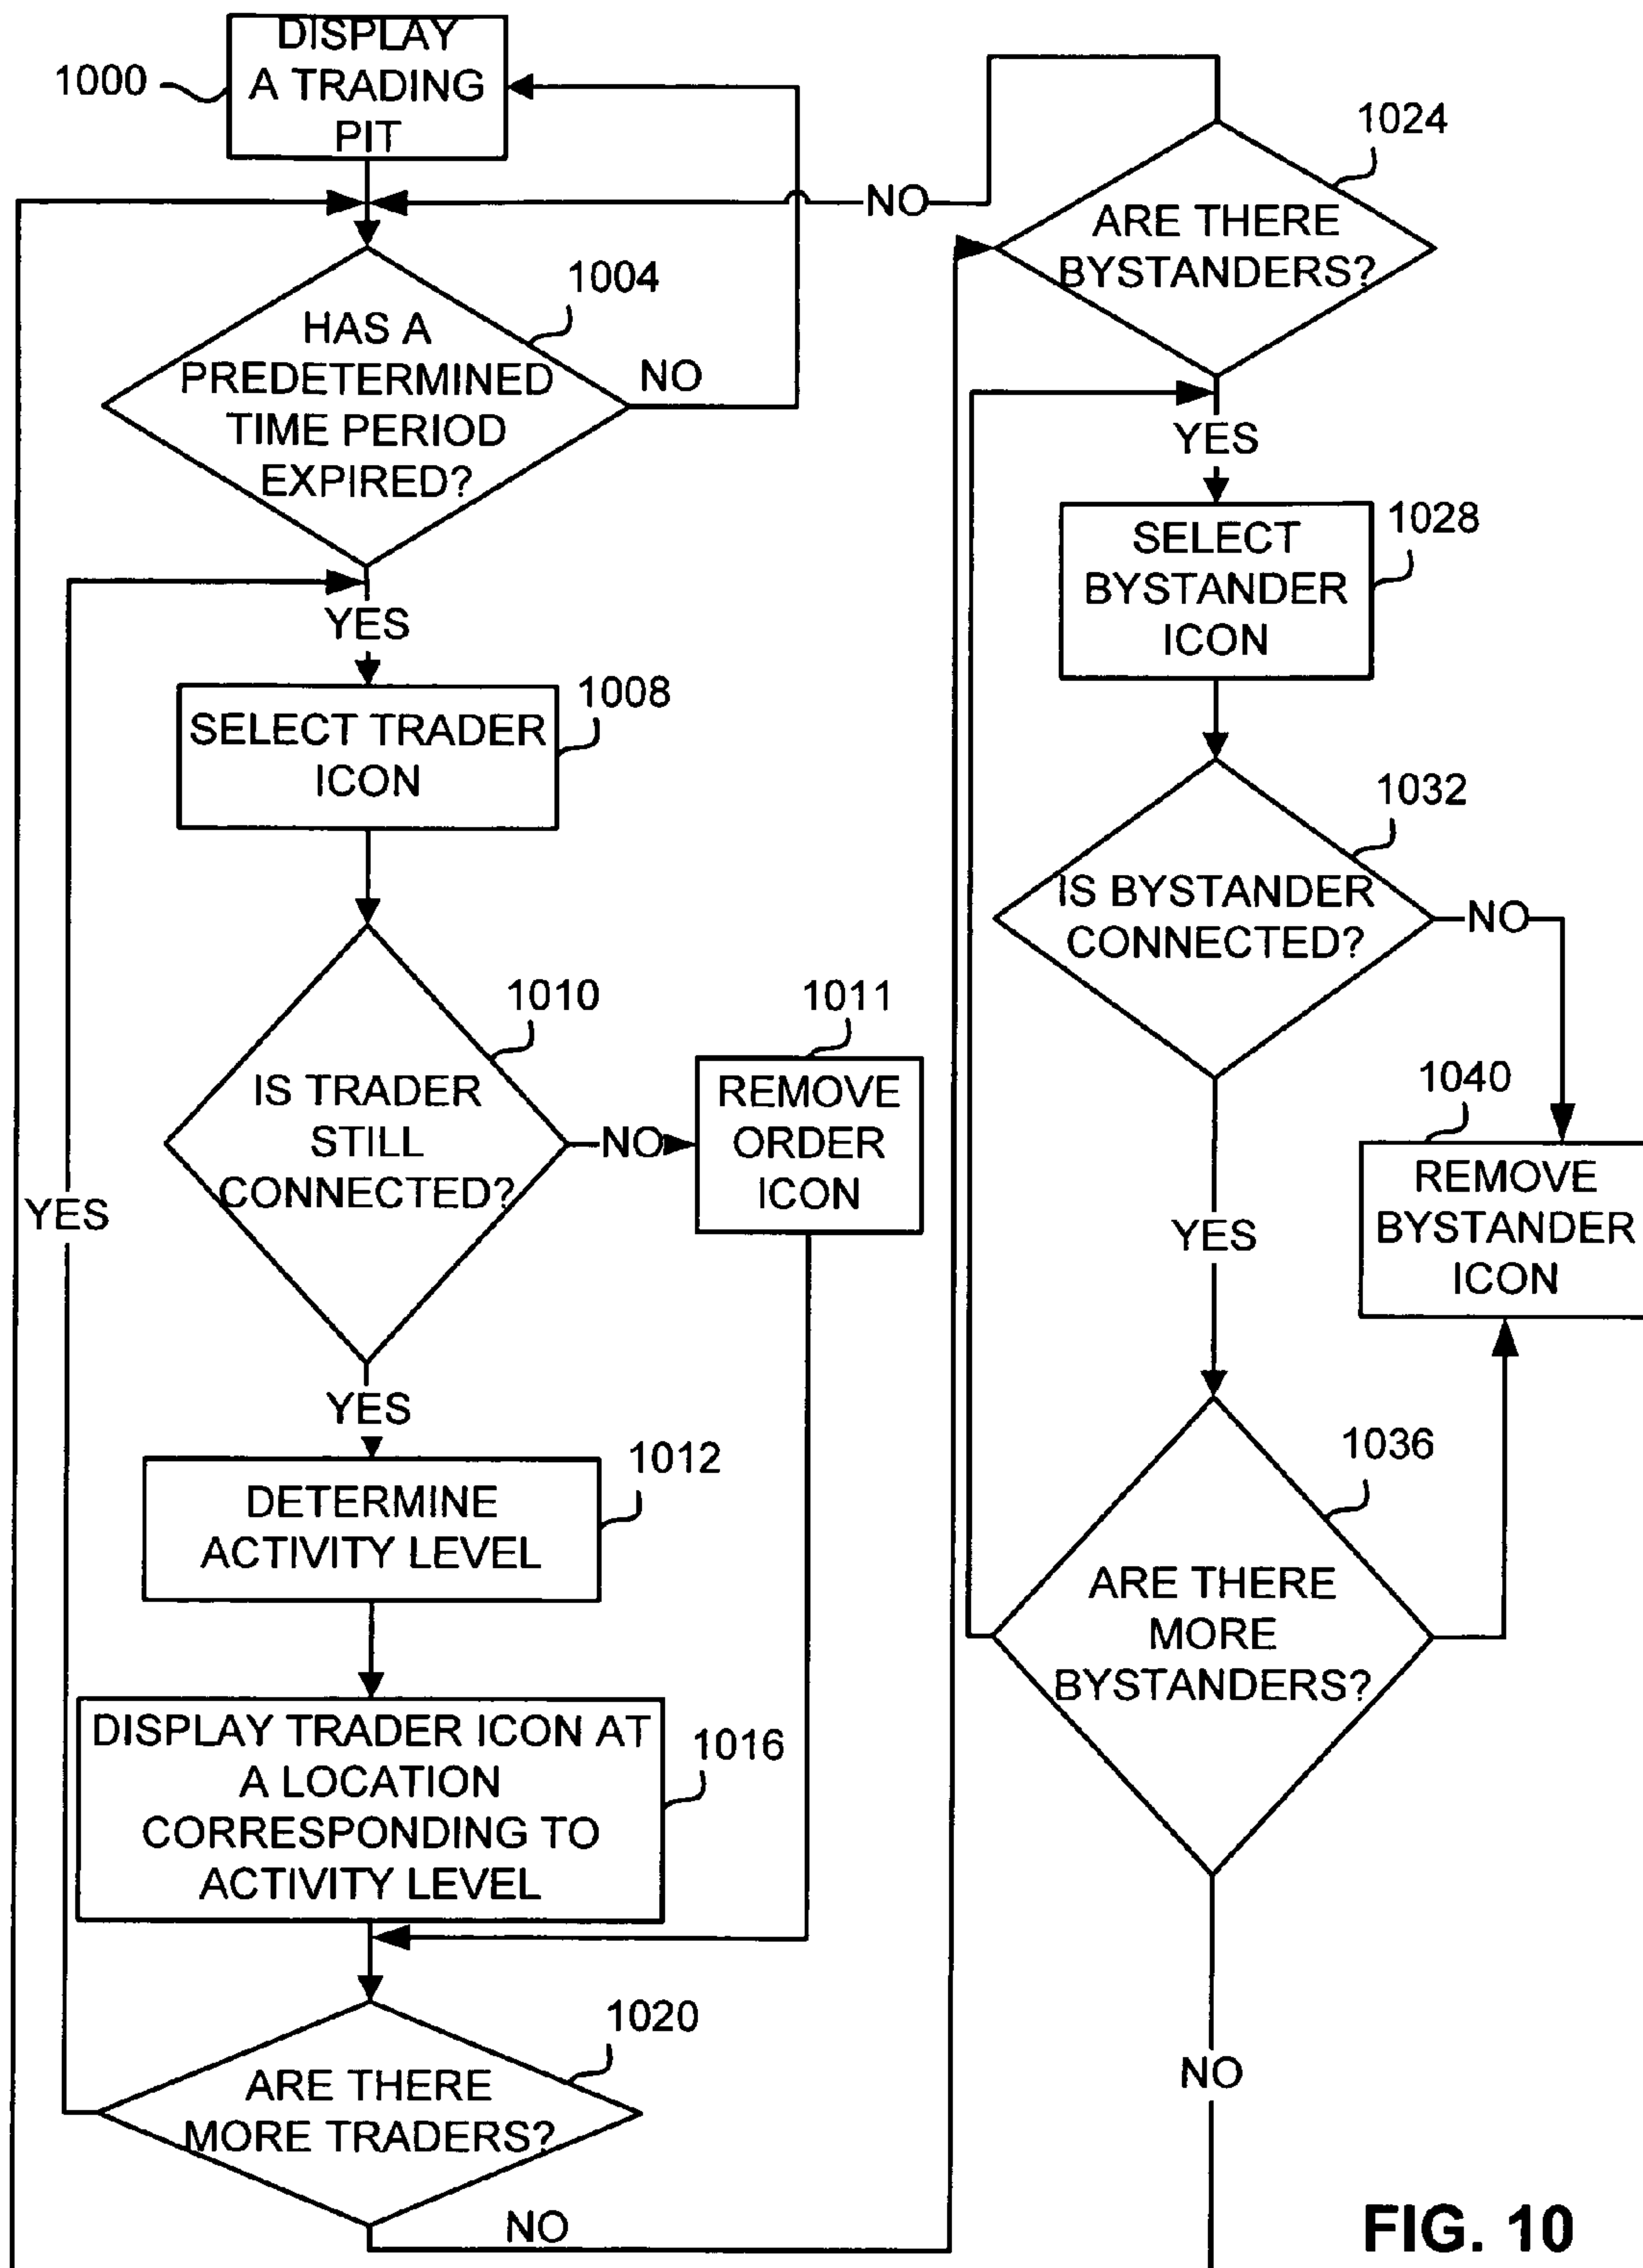 DISPLAY
A TRADING
PIT
1000
1004
HAS A
PREDETERMINED
TIME PERIOD
EXPIRED?
NO
YES
1008
SELECT TRADER
ICON
1010
IS TRADER
STILL
CONNECTED?
NO
1011
REMOVE
ORDER
ICON
YES
YES
1012
DETERMINE
ACTIVITY LEVEL
1016
DISPLAY TRADER ICON AT
A LOCATION
CORRESPONDING TO
ACTIVITY LEVEL
1020
ARE THERE
MORE TRADERS?
NO
1024
NO
ARE THERE
BYSTANDERS?
YES
1028
SELECT
BYSTANDER
ICON
1032
IS BYSTANDER
CONNECTED?
NO
1040
REMOVE
BYSTANDER
ICON
YES
1036
ARE THERE
MORE
BYSTANDERS?
NO
FIG. 10